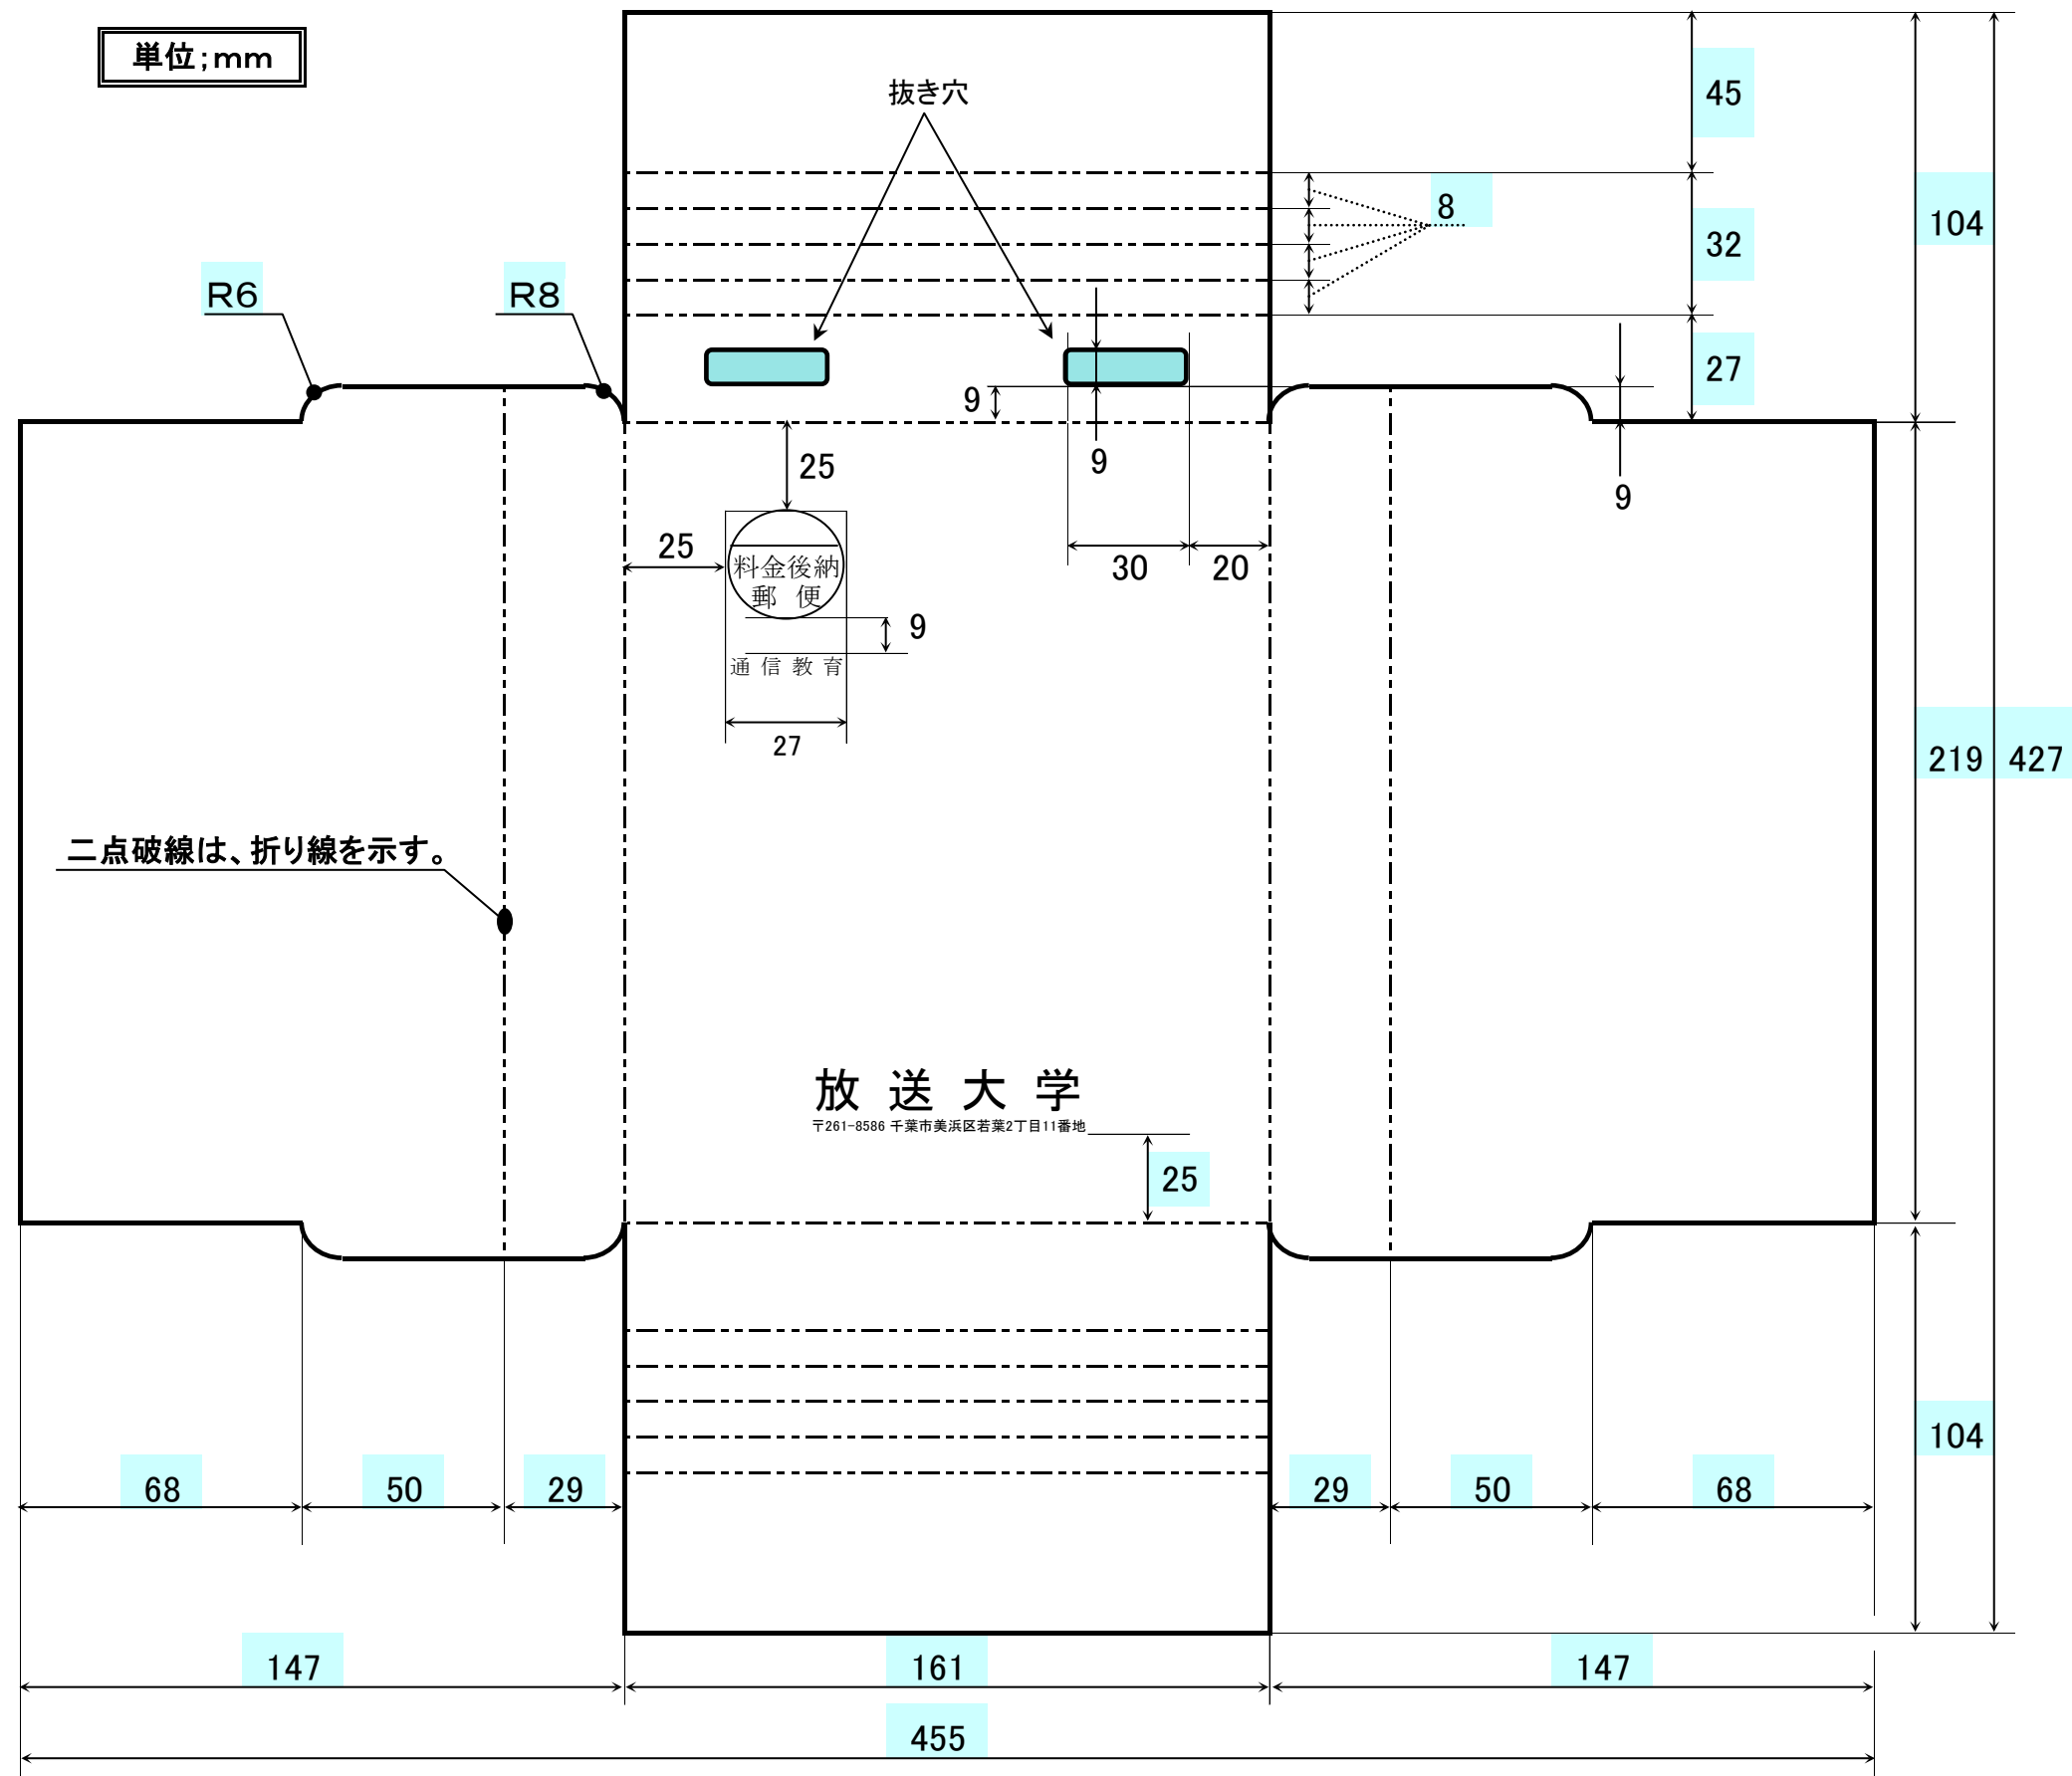 単位;mm
抜き穴
45
8
104
32
R6
R8
27
9
25
9
9
25
料金後納
郵 便
30
20
9
通 信 教 育
27
219
427
二点破線は、折り線を示す。
放 送 大 学
〒261-8586 千葉市美浜区若葉2丁目11番地
25
104
68
50
29
29
50
68
147
161
147
455